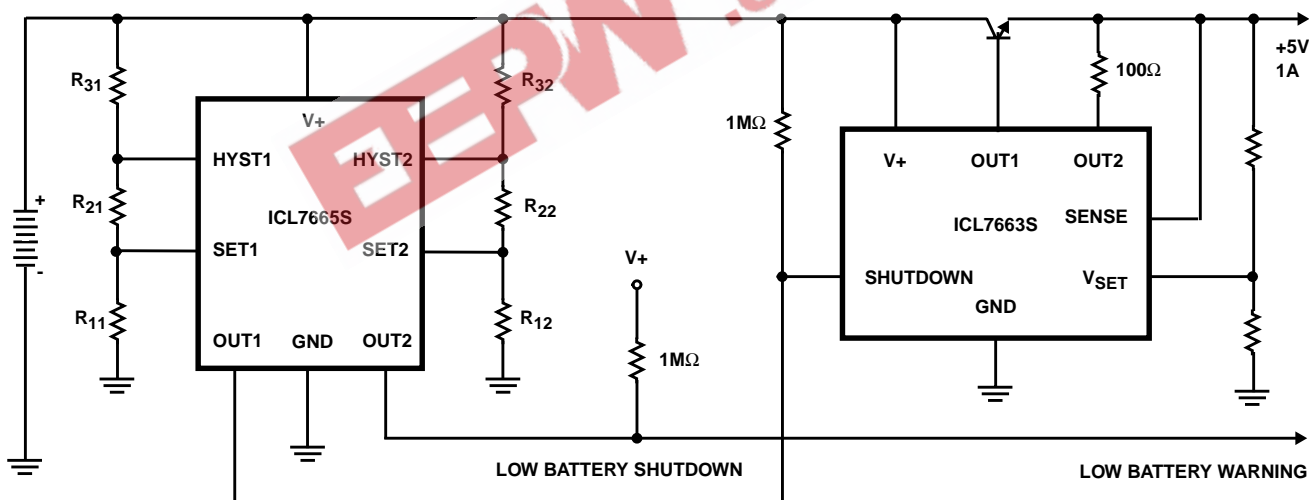 R31
R21
R11
V+
HYST1
HYST2
ICL7665S
SET1
SET2
OUT1
GND
OUT2
R32
R22
R12
V+
1MΩ
LOW BATTERY SHUTDOWN
1MΩ
V+
OUT1
OUT2
SENSE
ICL7663S
SHUTDOWN
VSET
GND
100Ω
+5V
1A
LOW BATTERY WARNING
+
-
EEPW